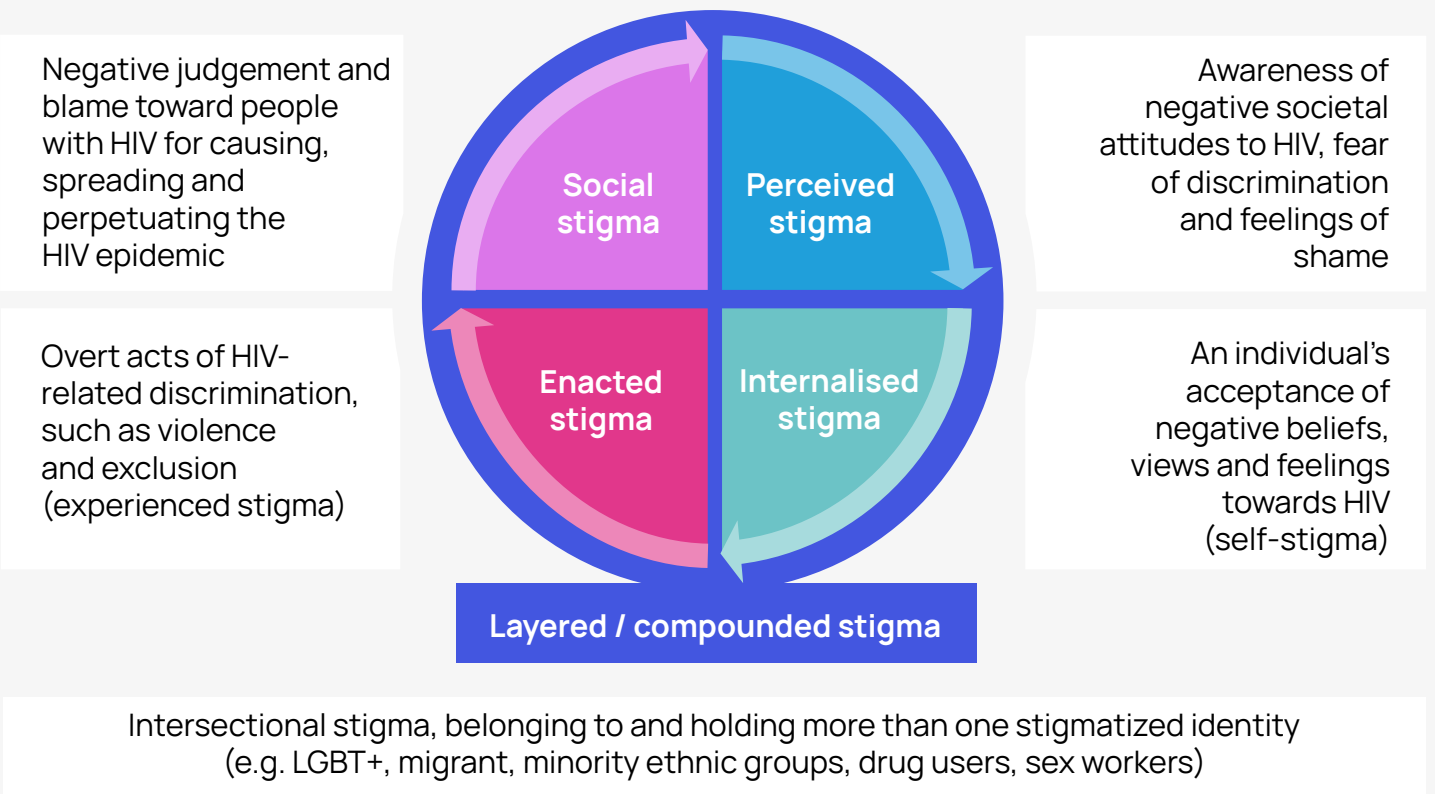 Negative judgement and
blame toward people
with HIV for causing,
spreading and
perpetuating the
HIV epidemic
Social
stigma
Perceived
stigma
Awareness of
negative societal
attitudes to HIV, fear
of discrimination
and feelings of
shame
Overt acts of HIV-
related discrimination,
such as violence
and exclusion
(experienced stigma)
Enacted
stigma
Internalised
stigma
An individual's
acceptance of
negative beliefs,
views and feelings
towards HIV
(self-stigma)
Layered / compounded stigma
Intersectional stigma, belonging to and holding more than one stigmatized identity
(e.g. LGBT+, migrant, minority ethnic groups, drug users, sex workers)